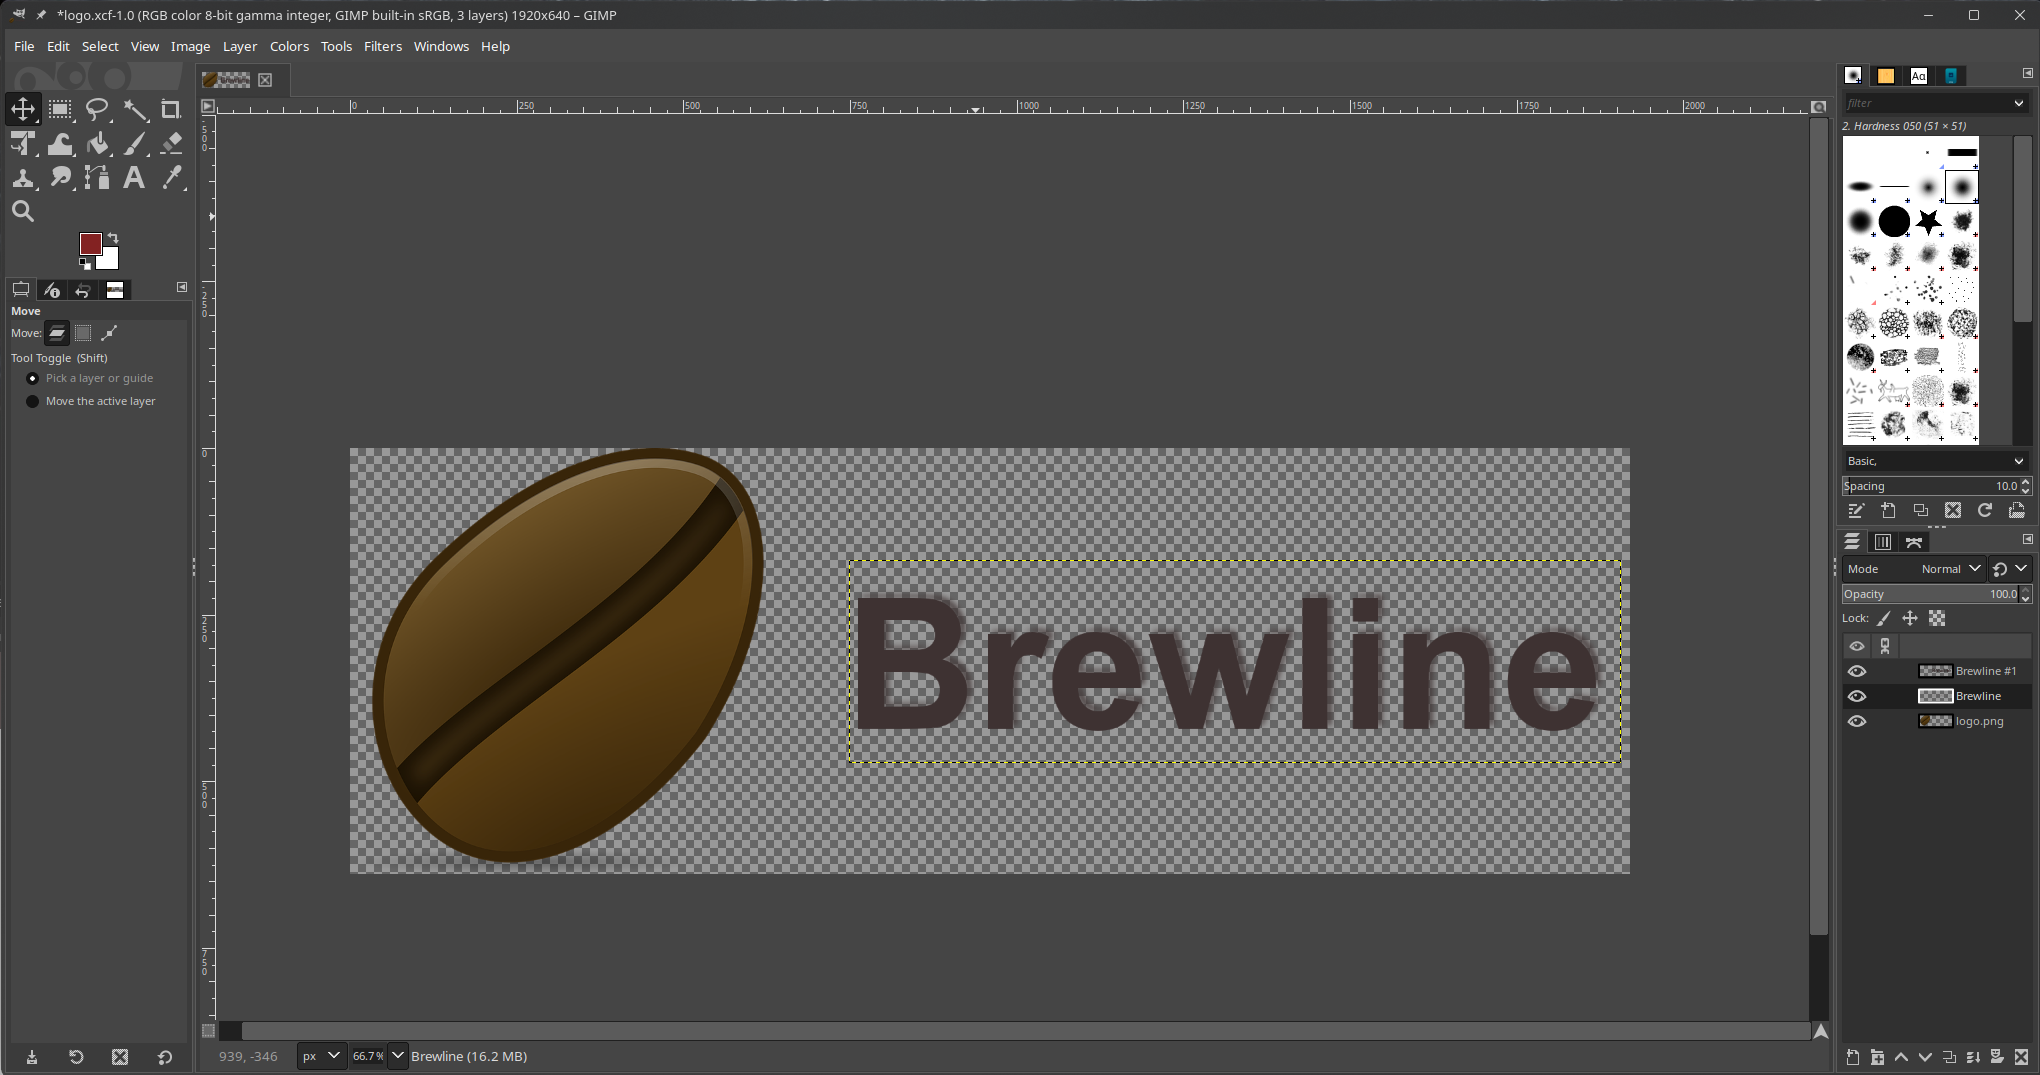 *logo.xcf-1.0 (RGB color 8-bit gamma integer, GIMP built-in sRGB, 3 layers) 1920x640 – GIMP
File Edit Select View Image Layer Colors Tools Filters Windows Help
0 250 500 750 1000 1250 1500 1750 2000
Move
Move:
Tool Toggle (Shift)
Pick a layer or guide
Move the active layer
Brewline
939, -346 px 66.7% Brewline (16.2 MB)
Aa
filter
2. Hardness 050 (51 × 51)
Basic,
Spacing 10.0
Mode Normal
Opacity 100.0
Lock:
Brewline #1
Brewline
logo.png